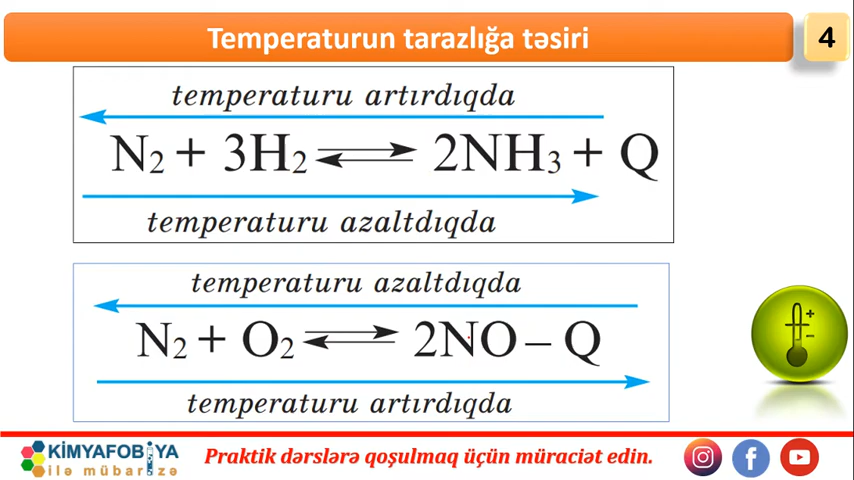 Temperaturun tarazlığa təsiri
4
temperaturu artırdıqda
N₂ + 3H₂ ⇌ 2NH₃ + Q
temperaturu azaltdıqda
temperaturu azaltdıqda
N₂ + O₂ ⇌ 2NO – Q
temperaturu artırdıqda
+
–
KİMYAFOBİYA
ilə mübarizə
Praktik dərslərə qoşulmaq üçün müraciət edin.
f